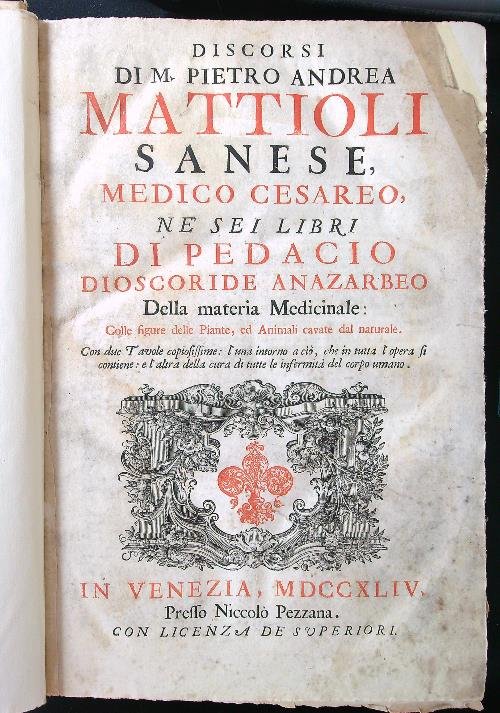 DISCORSI
DI M. PIETRO ANDREA
MATTIOLI
SANESE,
MEDICO CESAREO,
NE' SEI LIBRI
DI PEDACIO
DIOSCORIDE ANAZARBEO
Della materia Medicinale:
Colle figure delle Piante, ed Animali cavate dal naturale.
Con due Tavole copiosissime: l'una intorno a ciò, che in tutta l'opera si
contiene: e l'altra della cura di tutte le infermità del corpo umano.
IN VENEZIA, MDCCXLIV,
Presso Niccolò Pezzana.
CON LICENZA DE SUPERIORI.